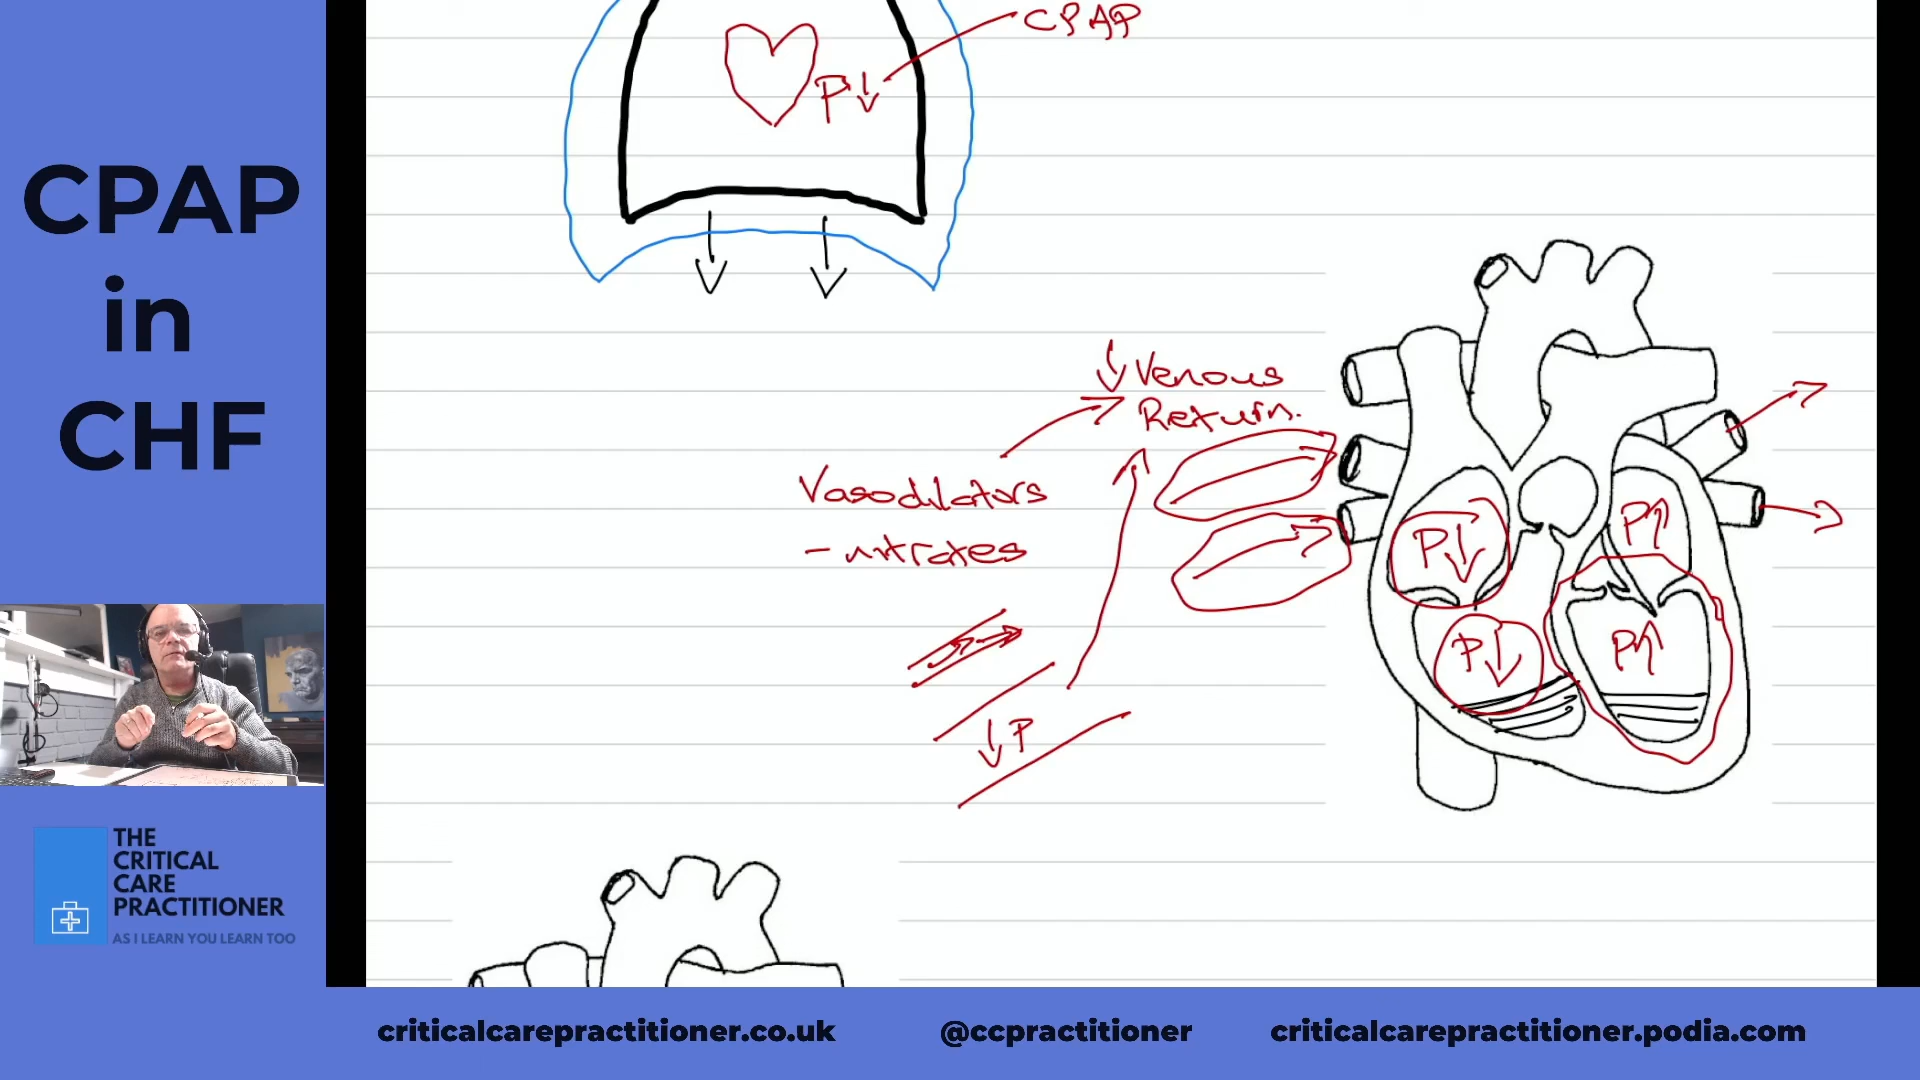 CPAP
in
CHF
CPAP
P↓
↓ Venous
Return.
Vasodilators
- nitrates
↓ P
P↓
P↑
P↓
P↑
THE
CRITICAL
CARE
PRACTITIONER
AS I LEARN YOU LEARN TOO
criticalcarepractitioner.co.uk
@ccpractitioner
criticalcarepractitioner.podia.com